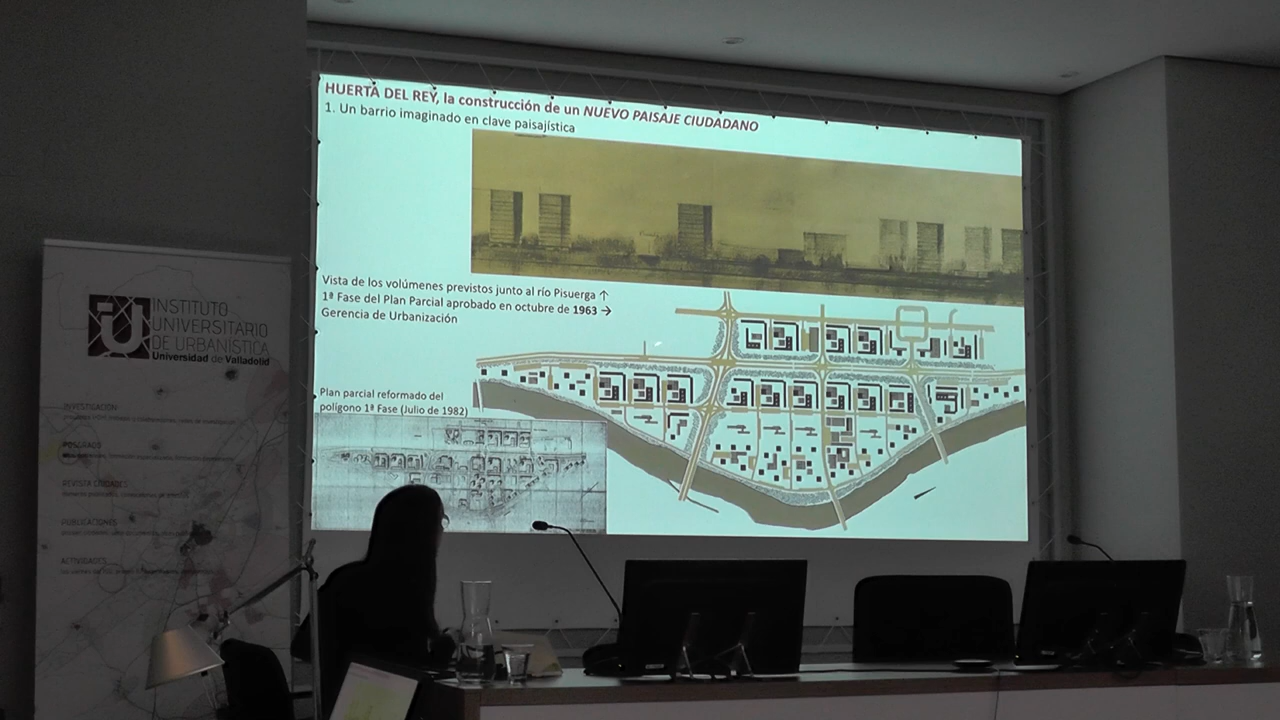 HUERTA DEL REY, la construcción de un NUEVO PAISAJE CIUDADANO
1. Un barrio imaginado en clave paisajística
Vista de los volúmenes previstos junto al río Pisuerga ↑
1ª Fase del Plan Parcial aprobado en octubre de 1963 →
Gerencia de Urbanización
Plan parcial reformado del
polígono 1ª Fase (Julio de 1982)
iU
INSTITUTO
UNIVERSITARIO
DE URBANÍSTICA
Universidad de Valladolid
INVESTIGACIÓN
POSGRADO
REVISTA CIUDADES
PUBLICACIONES
ACTIVIDADES